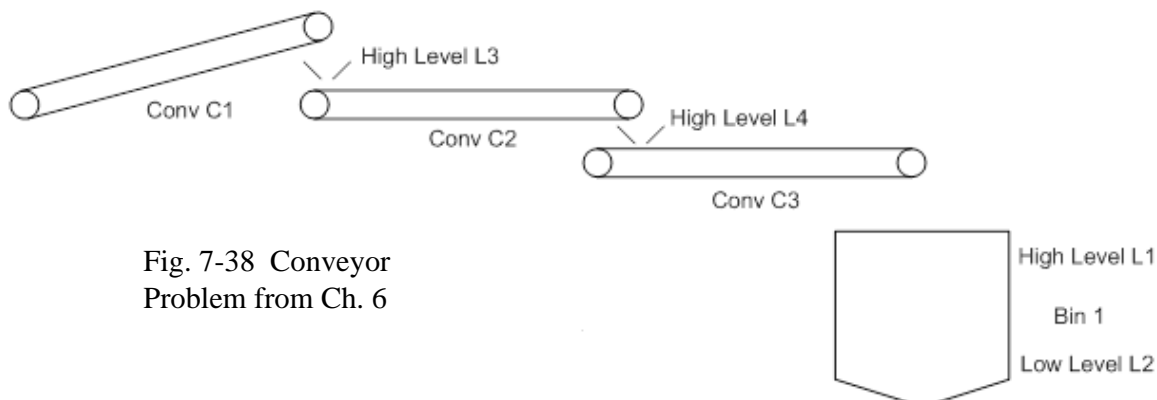 High Level L3
Conv C1
High Level L4
Conv C2
Conv C3
Fig. 7-38 Conveyor
Problem from Ch. 6
High Level L1
Bin 1
Low Level L2